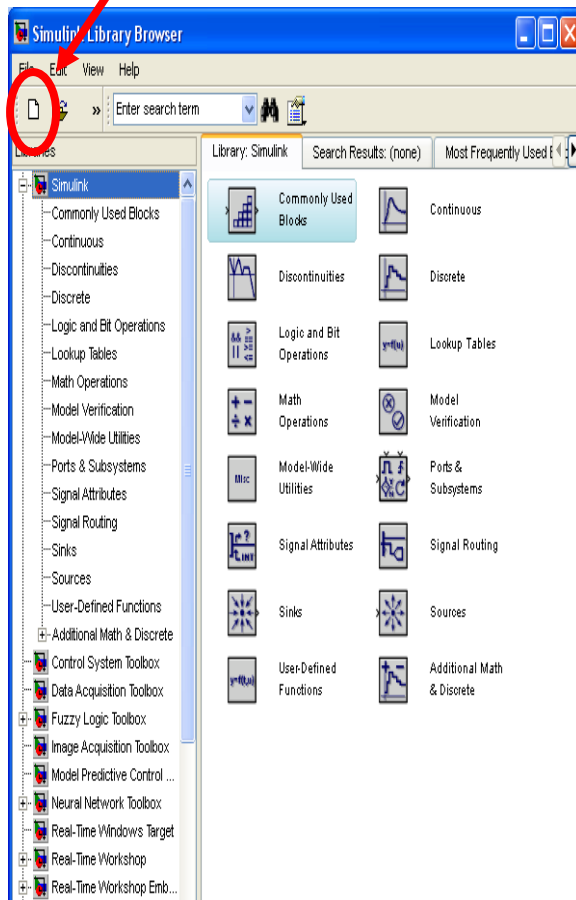 Simulink Library Browser
File Edit View Help
» Enter search term
Libraries
Library: Simulink Search Results: (none) Most Frequently Used
Simulink
Commonly Used Blocks
Continuous
Discontinuities
Discrete
Logic and Bit Operations
Lookup Tables
Math Operations
Model Verification
Model-Wide Utilities
Ports & Subsystems
Signal Attributes
Signal Routing
Sinks
Sources
User-Defined Functions
Additional Math & Discrete
Control System Toolbox
Data Acquisition Toolbox
Fuzzy Logic Toolbox
Image Acquisition Toolbox
Model Predictive Control ...
Neural Network Toolbox
Real-Time Windows Target
Real-Time Workshop
Real-Time Workshop Emb...
Commonly Used
Blocks
Continuous
Discontinuities
Discrete
Logic and Bit
Operations
y=f(u)
Lookup Tables
Math
Operations
Model
Verification
Misc
Model-Wide
Utilities
Ports &
Subsystems
Signal Attributes
Signal Routing
Sinks
Sources
y=f(t,u)
User-Defined
Functions
Additional Math
& Discrete